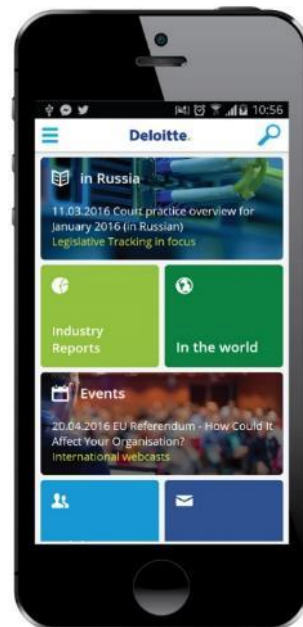 10:56
Deloitte.
in Russia
11.03.2016 Court practice overview for
January 2016 (in Russian)
Legislative Tracking in focus
Industry
Reports
In the world
Events
20.04.2016 EU Referendum - How Could It
Affect Your Organisation?
International webcasts